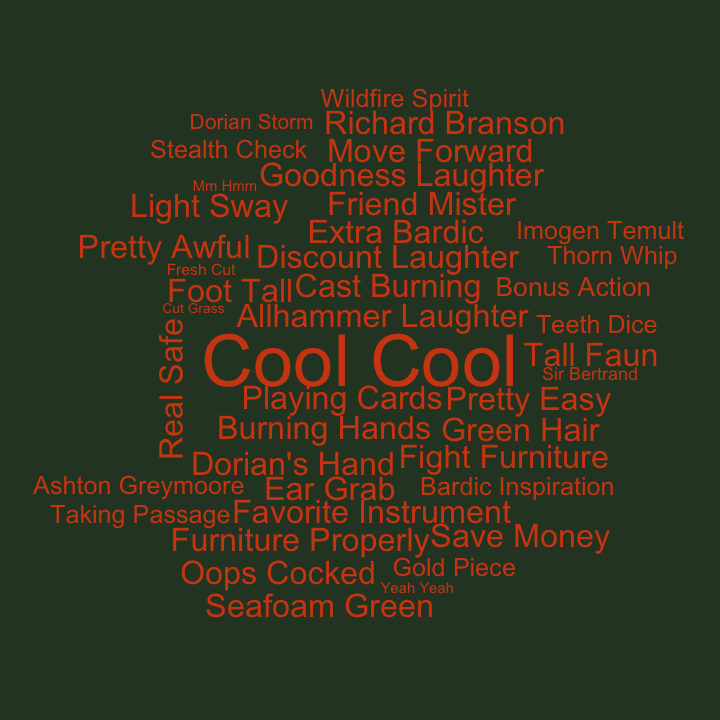 Wildfire Spirit
Dorian Storm
Richard Branson
Stealth Check
Move Forward
Goodness Laughter
Mm Hmm
Light Sway
Friend Mister
Extra Bardic
Imogen Temult
Pretty Awful
Discount Laughter
Thorn Whip
Fresh Cut
Foot Tall
Cast Burning
Bonus Action
Cut Grass
Allhammer Laughter
Teeth Dice
Real Safe
Cool Cool
Tall Faun
Sir Bertrand
Playing Cards
Pretty Easy
Burning Hands
Green Hair
Dorian's Hand
Fight Furniture
Ashton Greymoore
Ear Grab
Bardic Inspiration
Taking Passage
Favorite Instrument
Furniture Properly
Save Money
Oops Cocked
Gold Piece
Yeah Yeah
Seafoam Green